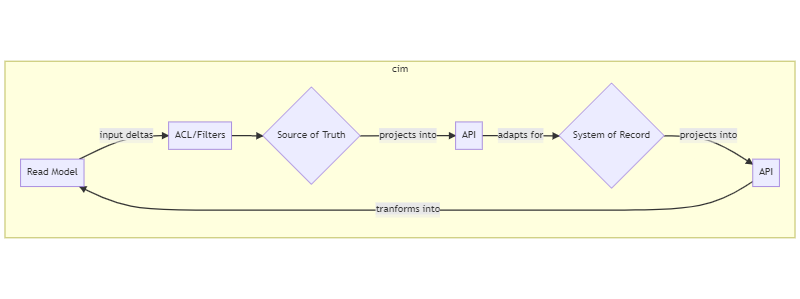 cim
input deltas
ACL/Filters
Source of Truth
projects into
API
adapts for
System of Record
projects into
Read Model
API
tranforms into